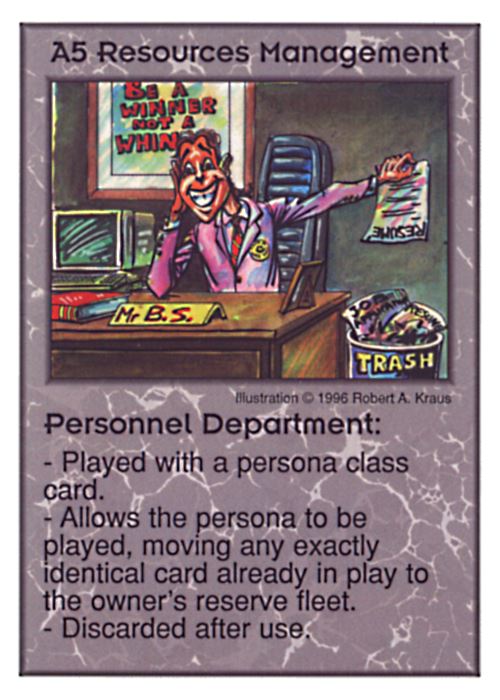 A5 Resources Management
BE A
WINNER
NOT A
WHIN
Mr B.S.
RESUME
TRASH
Illustration © 1996 Robert A. Kraus
Personnel Department:
- Played with a persona class
card.
- Allows the persona to be
played, moving any exactly
identical card already in play to
the owner's reserve fleet.
- Discarded after use.